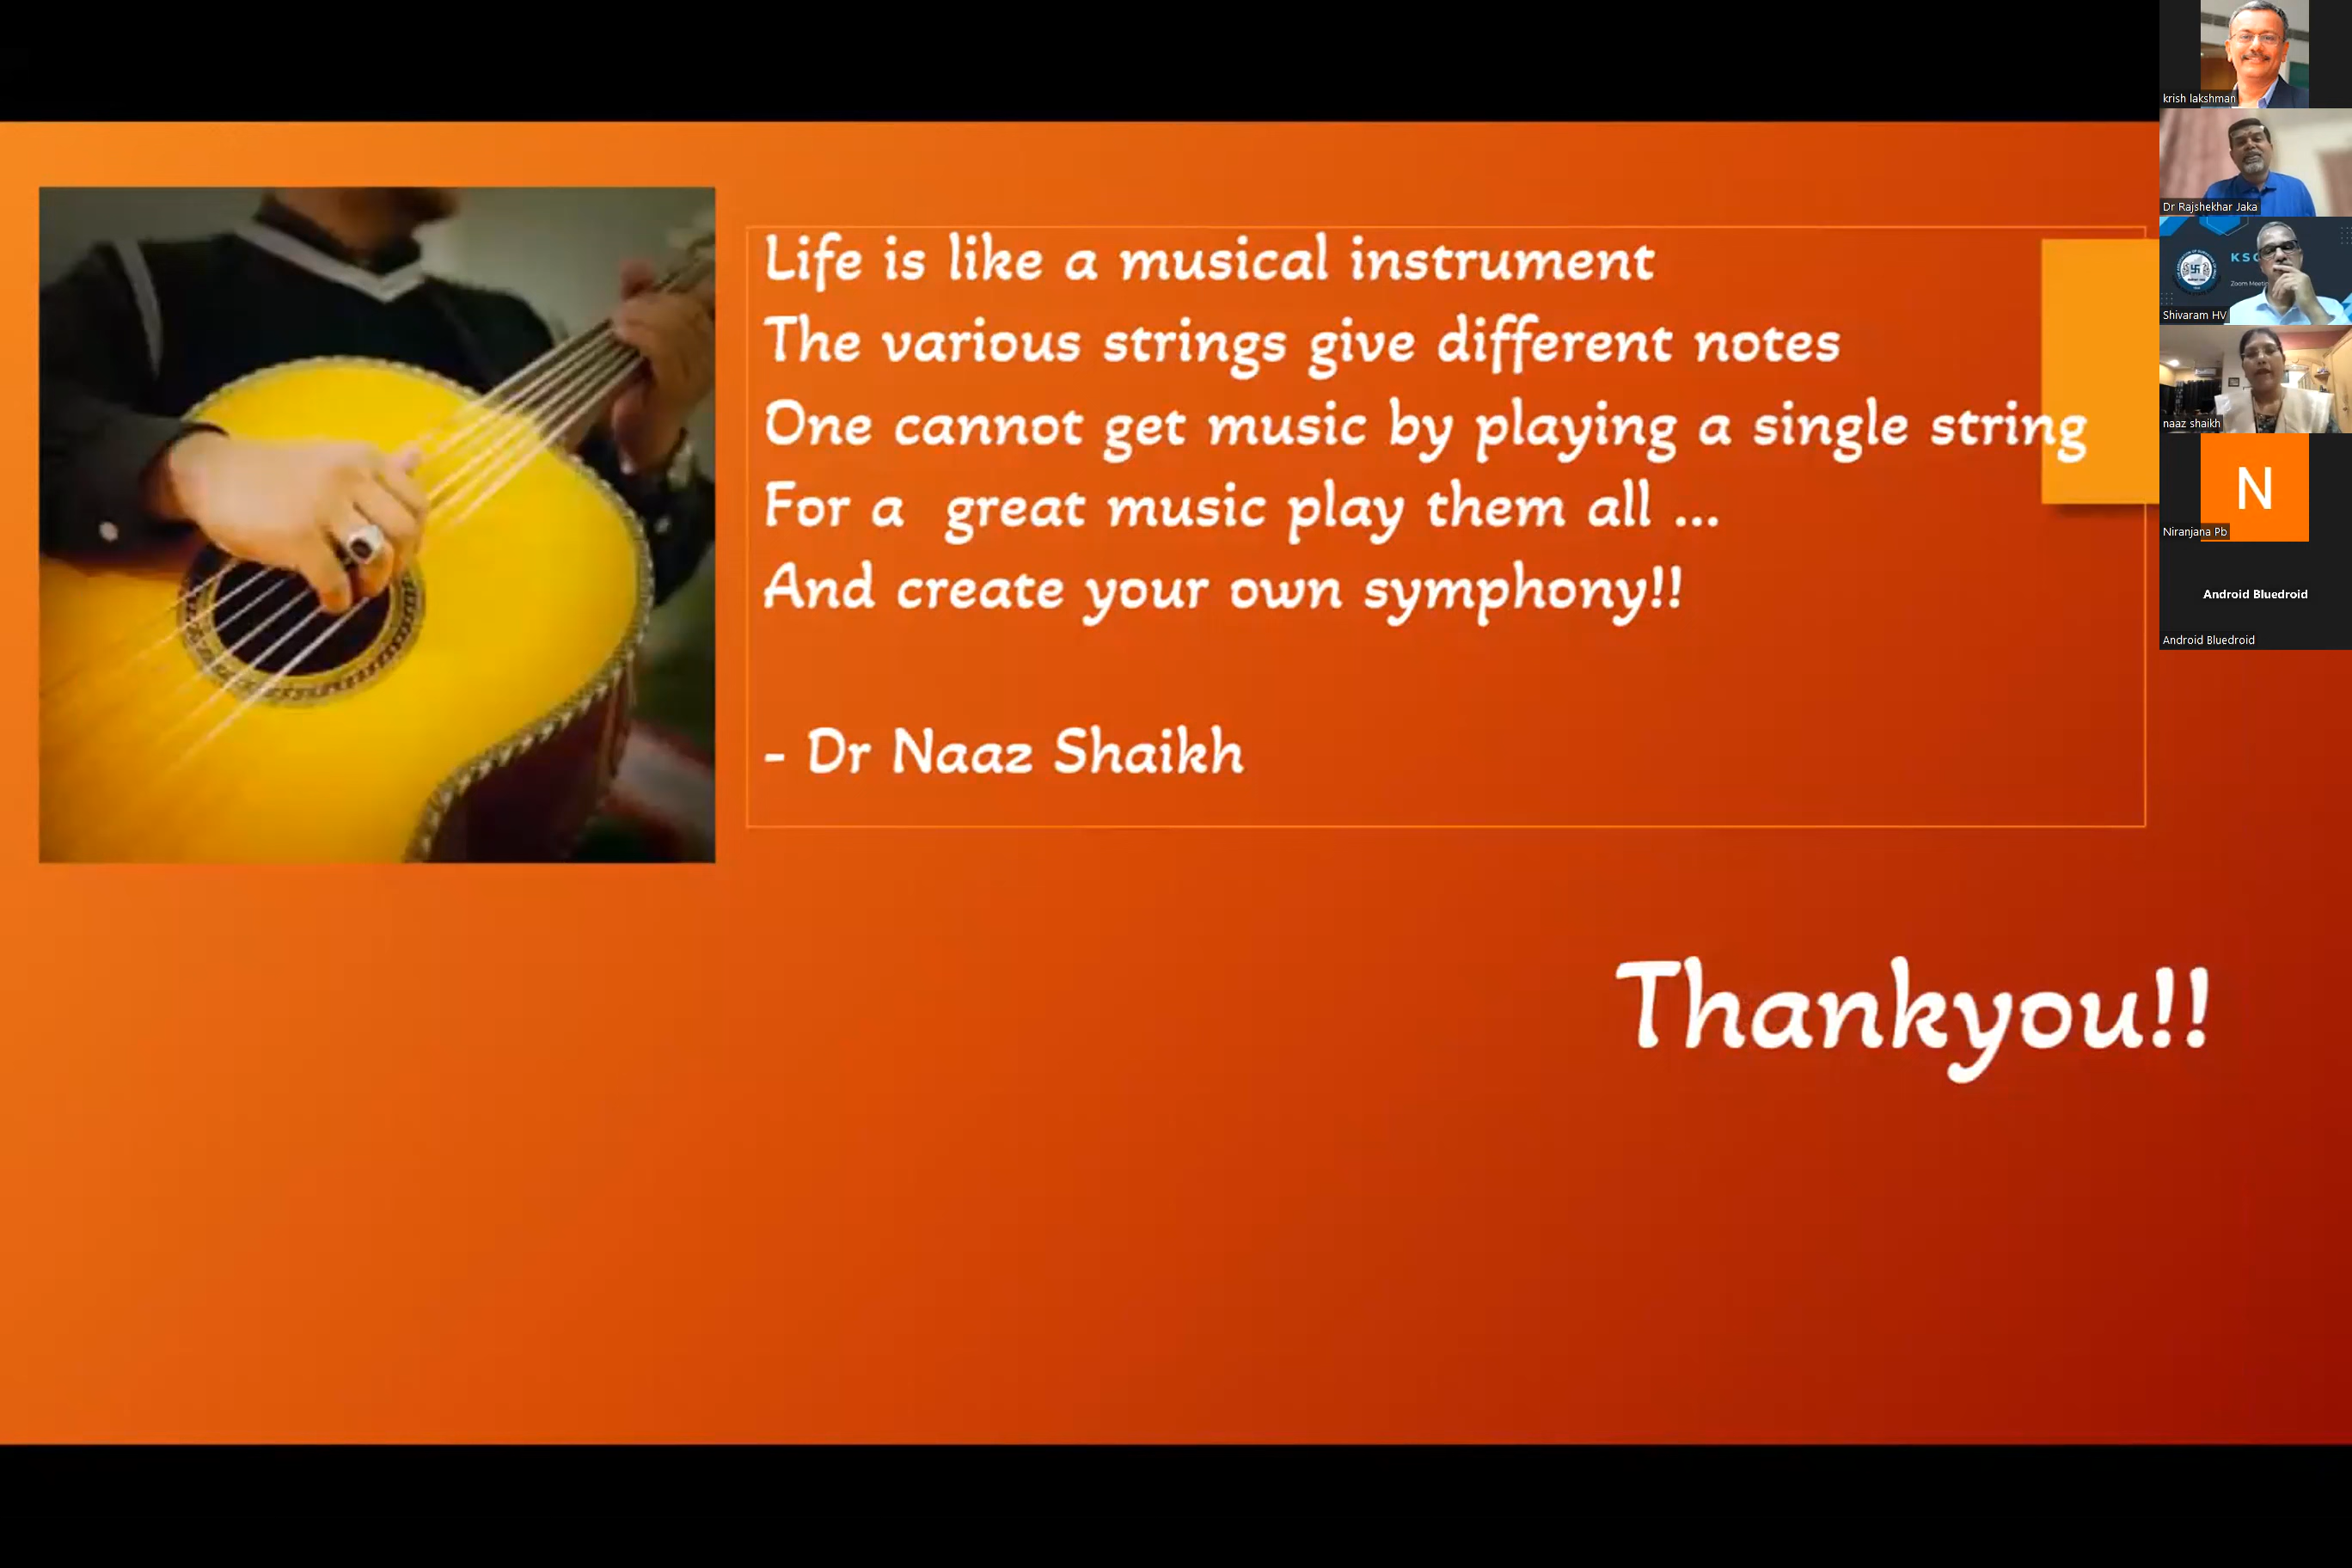 Life is like a musical instrument
The various strings give different notes
One cannot get music by playing a single string
For a  great music play them all ...
And create your own symphony!!
- Dr Naaz Shaikh
Thankyou!!
krish lakshman
Dr Rajshekhar Jaka
KSC
Zoom Meetin
Shivaram HV
naaz shaikh
N
Niranjana Pb
Android Bluedroid
Android Bluedroid